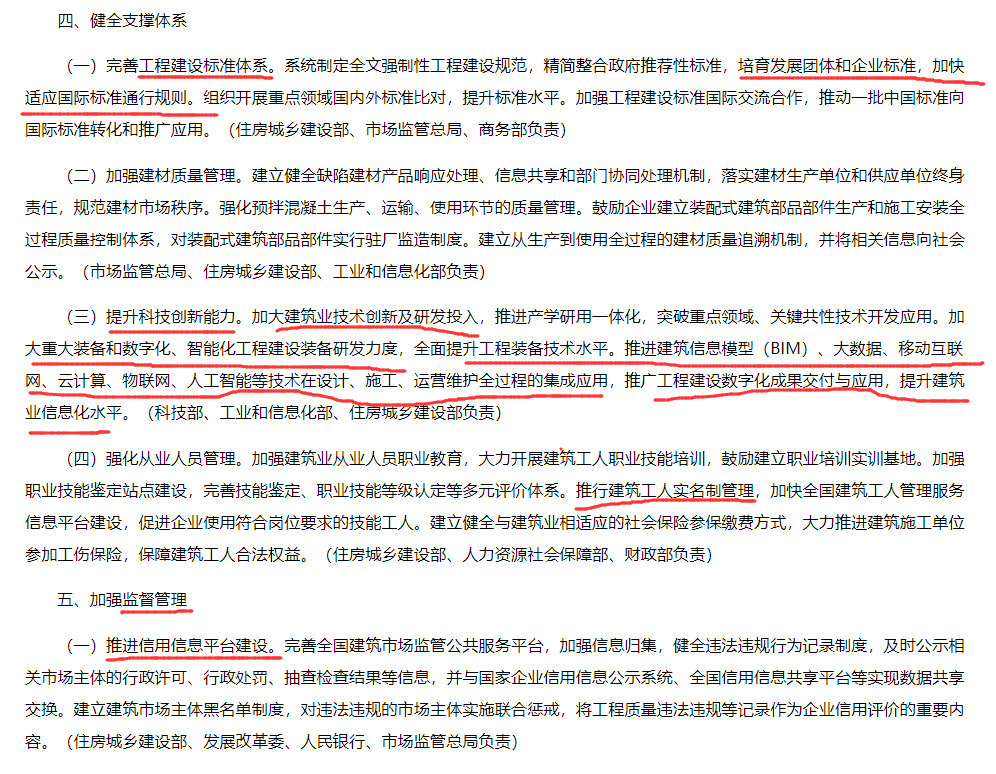 四、健全支撑体系
（一）完善工程建设标准体系。系统制定全文强制性工程建设规范，精简整合政府推荐性标准，培育发展团体和企业标准，加快
适应国际标准通行规则。组织开展重点领域国内外标准比对，提升标准水平。加强工程建设标准国际交流合作，推动一批中国标准向
国际标准转化和推广应用。（住房城乡建设部、市场监管总局、商务部负责）
（二）加强建材质量管理。建立健全缺陷建材产品响应处理、信息共享和部门协同处理机制，落实建材生产单位和供应单位终身
责任，规范建材市场秩序。强化预拌混凝土生产、运输、使用环节的质量管理。鼓励企业建立装配式建筑部品部件生产和施工安装全
过程质量控制体系，对装配式建筑部品部件实行驻厂监造制度。建立从生产到使用全过程的建材质量追溯机制，并将相关信息向社会
公示。（市场监管总局、住房城乡建设部、工业和信息化部负责）
（三）提升科技创新能力。加大建筑业技术创新及研发投入，推进产学研用一体化，突破重点领域、关键共性技术开发应用。加
大重大装备和数字化、智能化工程建设装备研发力度，全面提升工程装备技术水平。推进建筑信息模型（BIM）、大数据、移动互联
网、云计算、物联网、人工智能等技术在设计、施工、运营维护全过程的集成应用，推广工程建设数字化成果交付与应用，提升建筑
业信息化水平。（科技部、工业和信息化部、住房城乡建设部负责）
（四）强化从业人员管理。加强建筑业从业人员职业教育，大力开展建筑工人职业技能培训，鼓励建立职业培训实训基地。加强
职业技能鉴定站点建设，完善技能鉴定、职业技能等级认定等多元评价体系。推行建筑工人实名制管理，加快全国建筑工人管理服务
信息平台建设，促进企业使用符合岗位要求的技能工人。建立健全与建筑业相适应的社会保险参保缴费方式，大力推进建筑施工单位
参加工伤保险，保障建筑工人合法权益。（住房城乡建设部、人力资源社会保障部、财政部负责）
五、加强监督管理
（一）推进信用信息平台建设。完善全国建筑市场监管公共服务平台，加强信息归集，健全违法违规行为记录制度，及时公示相
关市场主体的行政许可、行政处罚、抽查检查结果等信息，并与国家企业信用信息公示系统、全国信用信息共享平台等实现数据共享
交换。建立建筑市场主体黑名单制度，对违法违规的市场主体实施联合惩戒，将工程质量违法违规等记录作为企业信用评价的重要内
容。（住房城乡建设部、发展改革委、人民银行、市场监管总局负责）